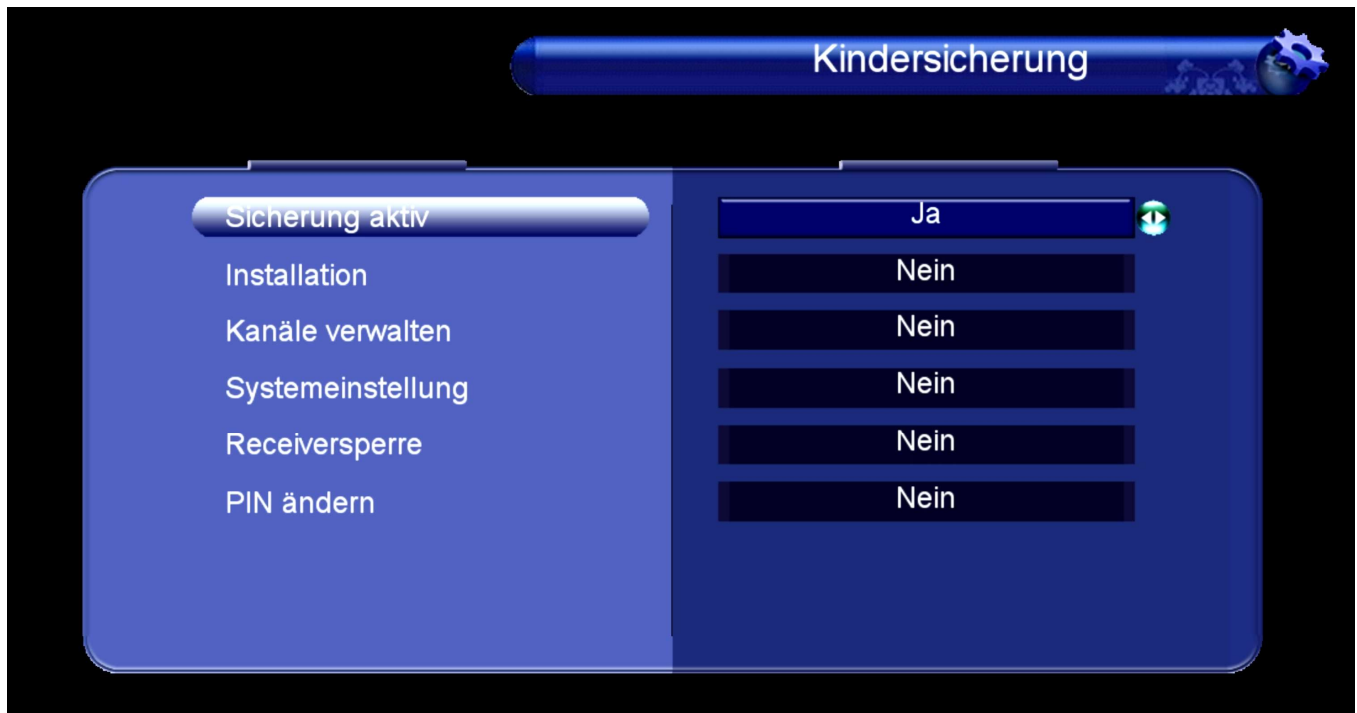 Kindersicherung
Sicherung aktiv Ja
Installation Nein
Kanäle verwalten Nein
Systemeinstellung Nein
Receiversperre Nein
PIN ändern Nein